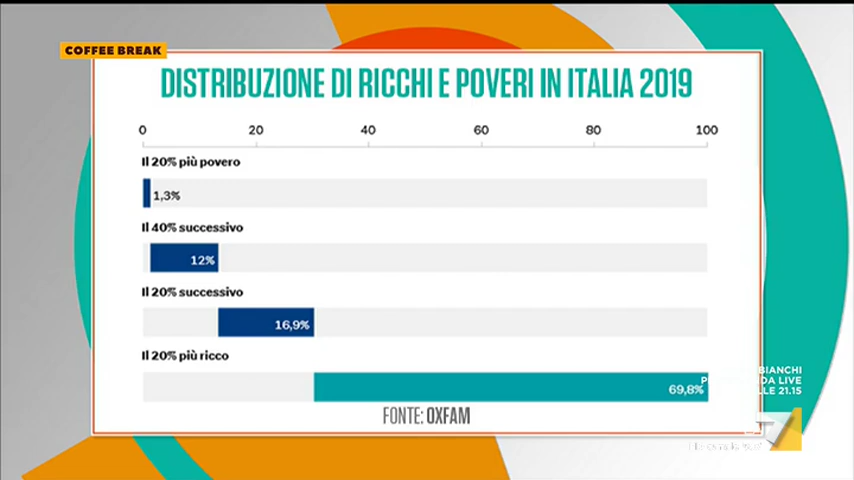 COFFEE BREAK
DISTRIBUZIONE DI RICCHI E POVERI IN ITALIA 2019
0 20 40 60 80 100
Il 20% più povero
1,3%
Il 40% successivo
12%
Il 20% successivo
16,9%
Il 20% più ricco
69,8%
FONTE: OXFAM
BIANCHI
LIVE
21.15
7